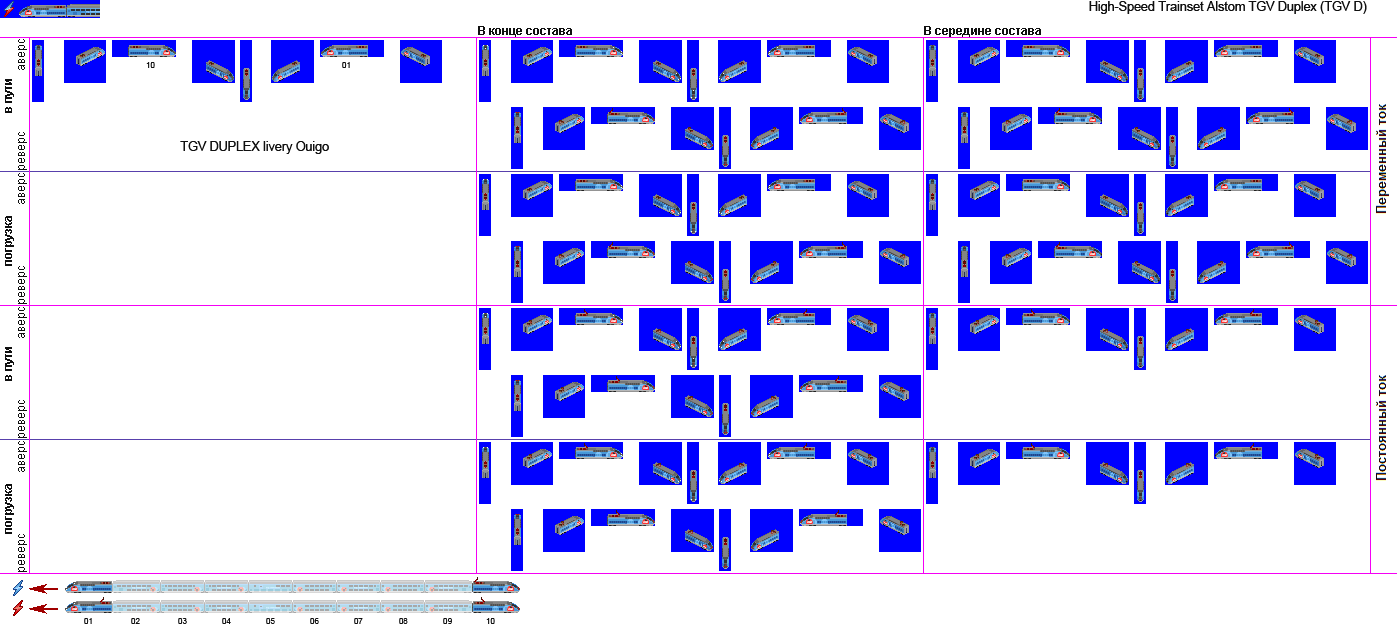 High-Speed Trainset Alstom TGV Duplex (TGV D)
В конце состава
В середине состава
10
01
TGV DUPLEX livery Ouigo
в пути
аверс
реверс
погрузка
аверс
реверс
в пути
аверс
реверс
погрузка
аверс
реверс
Переменный ток
Постоянный ток
01 02 03 04 05 06 07 08 09 10